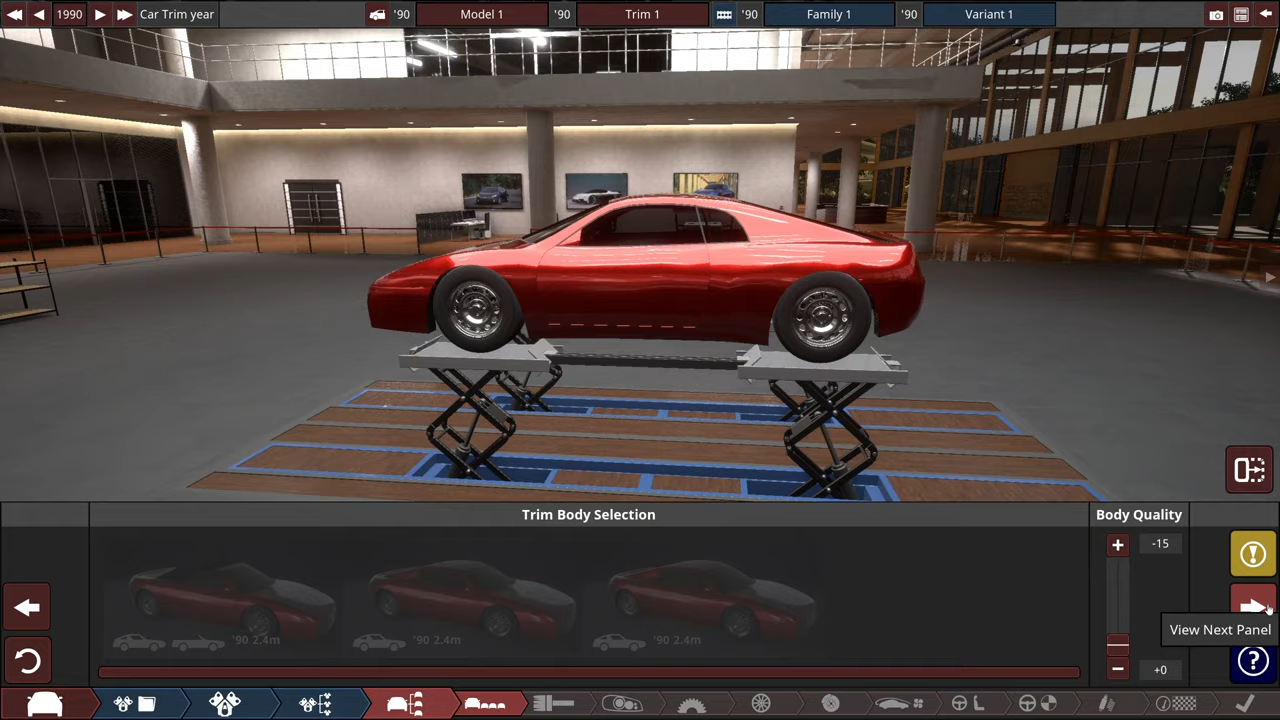 1990 Car Trim year '90 Model 1 '90 Trim 1 '90 Family 1 '90 Variant 1
Trim Body Selection
Body Quality
+ -15
'90 2.4m '90 2.4m '90 2.4m
View Next Panel
- +0
?